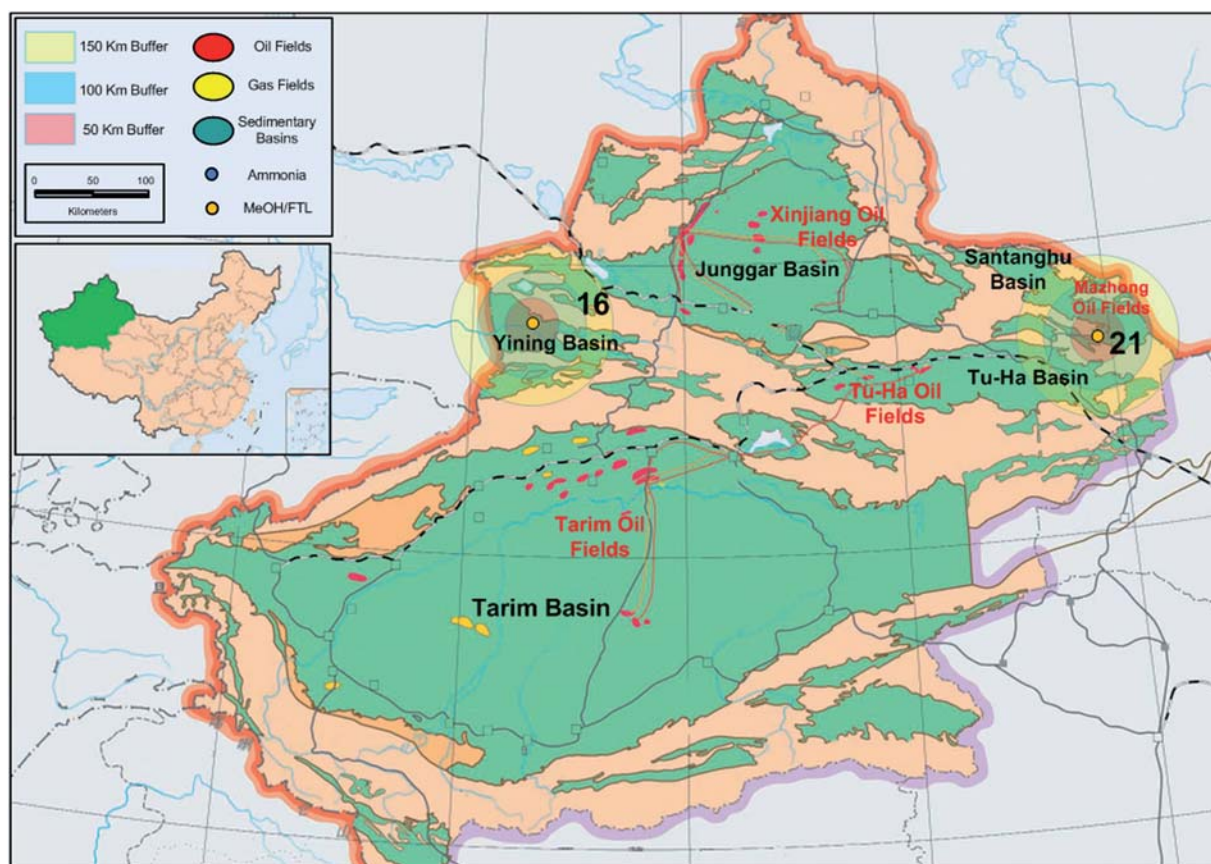 150 Km Buffer
100 Km Buffer
50 Km Buffer
0 50 100
Kilometers
Oil Fields
Gas Fields
Sedimentary
Basins
Ammonia
MeOH/FTL
Xinjiang Oil
Fields
Junggar Basin
Santanghu
Basin
Mazhong
Oil Fields
16
Yining Basin
21
Tu-Ha Basin
Tu-Ha Oil
Fields
Tarim Oil
Fields
Tarim Basin